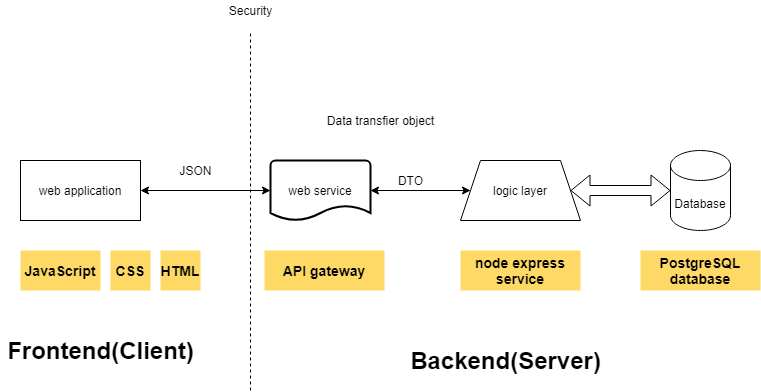 Security
Data transfier object
JSON
DTO
web application
web service
logic layer
Database
JavaScript
CSS
HTML
API gateway
node express
service
PostgreSQL
database
Frontend(Client)
Backend(Server)